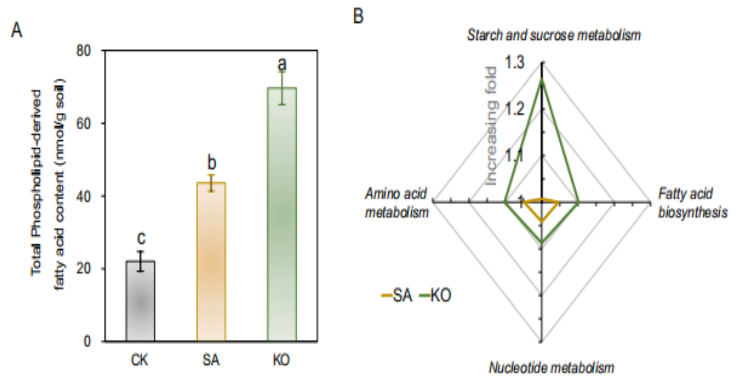 A
Total Phospholipid-derived
fatty acid content (nmol/g soil)
80
60
40
20
0
c
b
a
CK
SA
KO
B
Starch and sucrose metabolism
1.3
1.2
1.1
1
Increasing fold
Amino acid
metabolism
Fatty acid
biosynthesis
SA
KO
Nucleotide metabolism